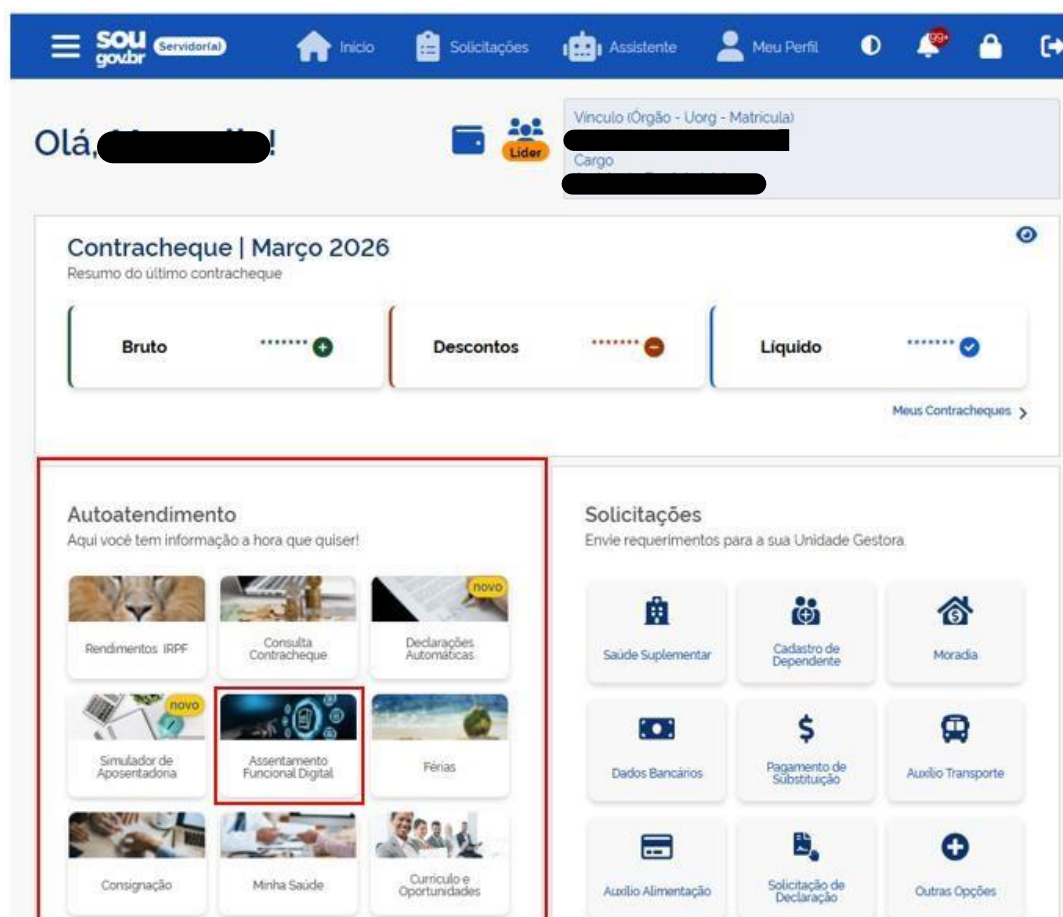 SOU
gov.br
Servidor(a)
Início
Solicitações
Assistente
Meu Perfil
99+
Olá,
!
Líder
Vínculo (Órgão - Uorg - Matrícula)
Cargo
Contracheque | Março 2026
Resumo do último contracheque
Bruto ******* 
Descontos *******
Líquido *******
Meus Contracheques
Autoatendimento
Aqui você tem informação a hora que quiser!
Rendimentos IRPF
Consulta
Contracheque
novo
Declarações
Automáticas
novo
Simulador de
Aposentadoria
Assentamento
Funcional Digital
Férias
Consignação
Minha Saúde
Currículo e
Oportunidades
Solicitações
Envie requerimentos para a sua Unidade Gestora.
Saúde Suplementar
Cadastro de
Dependente
Moradia
Dados Bancários
Pagamento de
Substituição
Auxílio Transporte
Auxílio Alimentação
Solicitação de
Declaração
Outras Opções